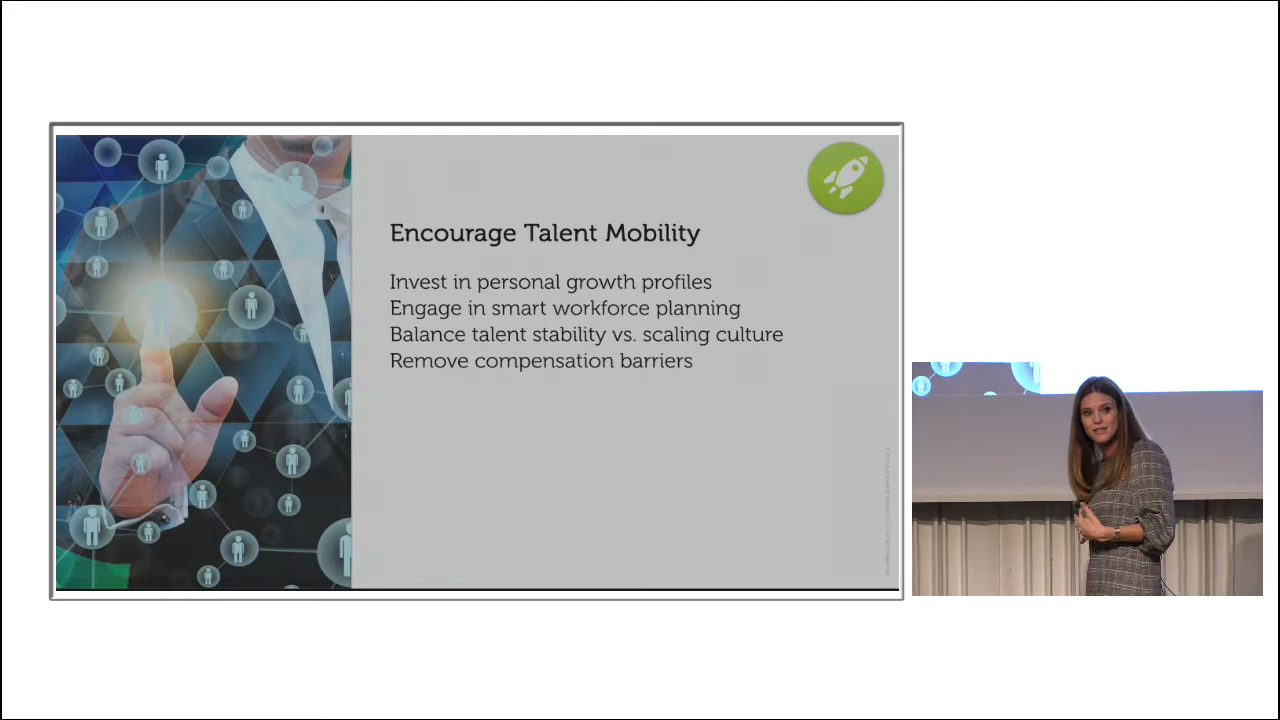 Encourage Talent Mobility
Invest in personal growth profiles
Engage in smart workforce planning
Balance talent stability vs. scaling culture
Remove compensation barriers